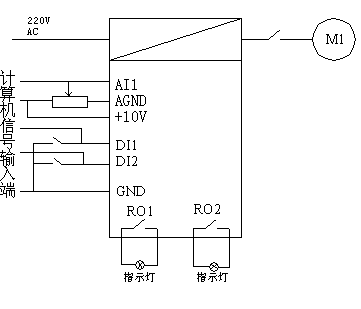 220V
AC
M1
计算机信号输入端
AI1
AGND
+10V
DI1
DI2
GND
RO1
RO2
指示灯
指示灯